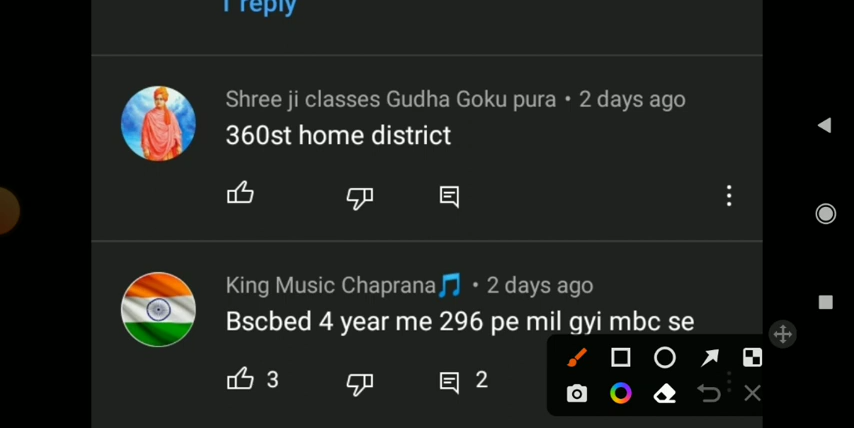 1 reply
Shree ji classes Gudha Goku pura • 2 days ago
360st home district
King Music Chaprana🎵 • 2 days ago
Bscbed 4 year me 296 pe mil gyi mbc se
3
2